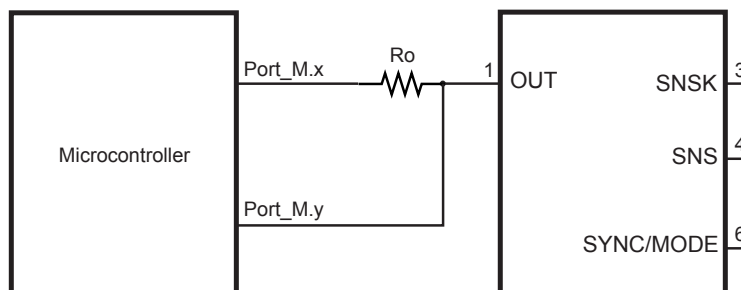 Ro
Port_M.x
1
OUT
SNSK
3
Microcontroller
SNS
4
Port_M.y
SYNC/MODE
6